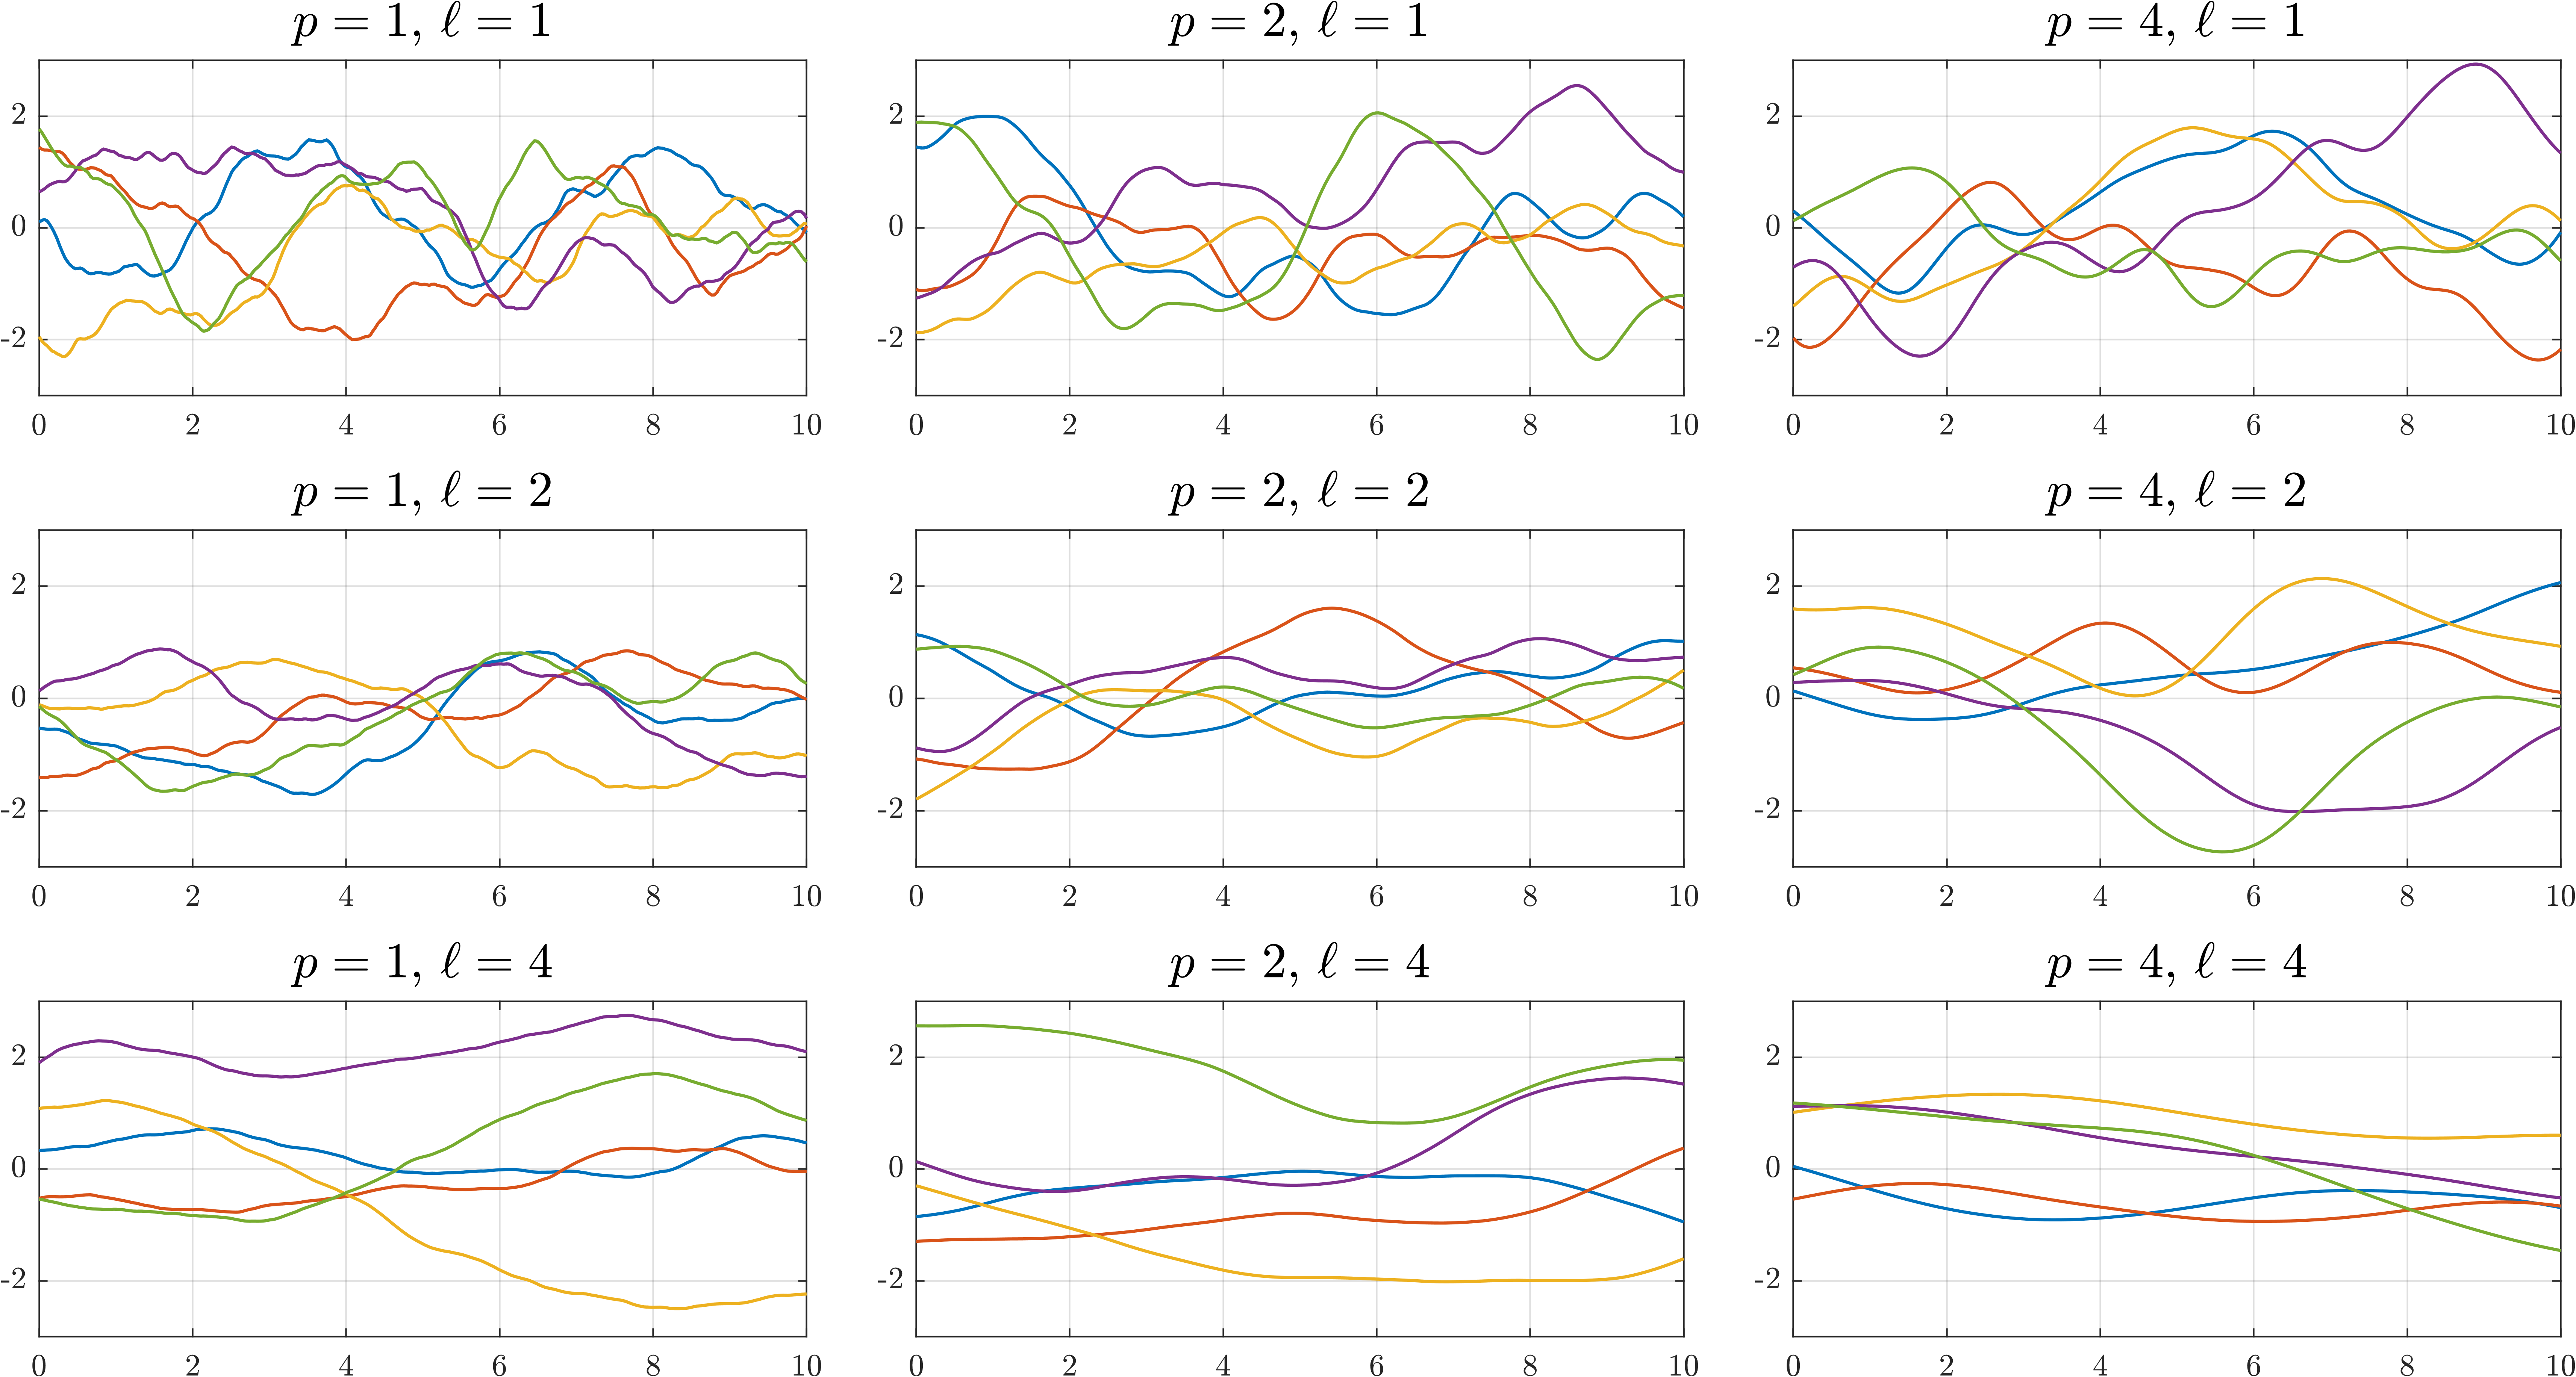 p = 1, ℓ = 1
2
0
-2
0 2 4 6 8 10
p = 2, ℓ = 1
2
0
-2
0 2 4 6 8 10
p = 4, ℓ = 1
2
0
-2
0 2 4 6 8 10
p = 1, ℓ = 2
2
0
-2
0 2 4 6 8 10
p = 2, ℓ = 2
2
0
-2
0 2 4 6 8 10
p = 4, ℓ = 2
2
0
-2
0 2 4 6 8 10
p = 1, ℓ = 4
2
0
-2
0 2 4 6 8 10
p = 2, ℓ = 4
2
0
-2
0 2 4 6 8 10
p = 4, ℓ = 4
2
0
-2
0 2 4 6 8 10